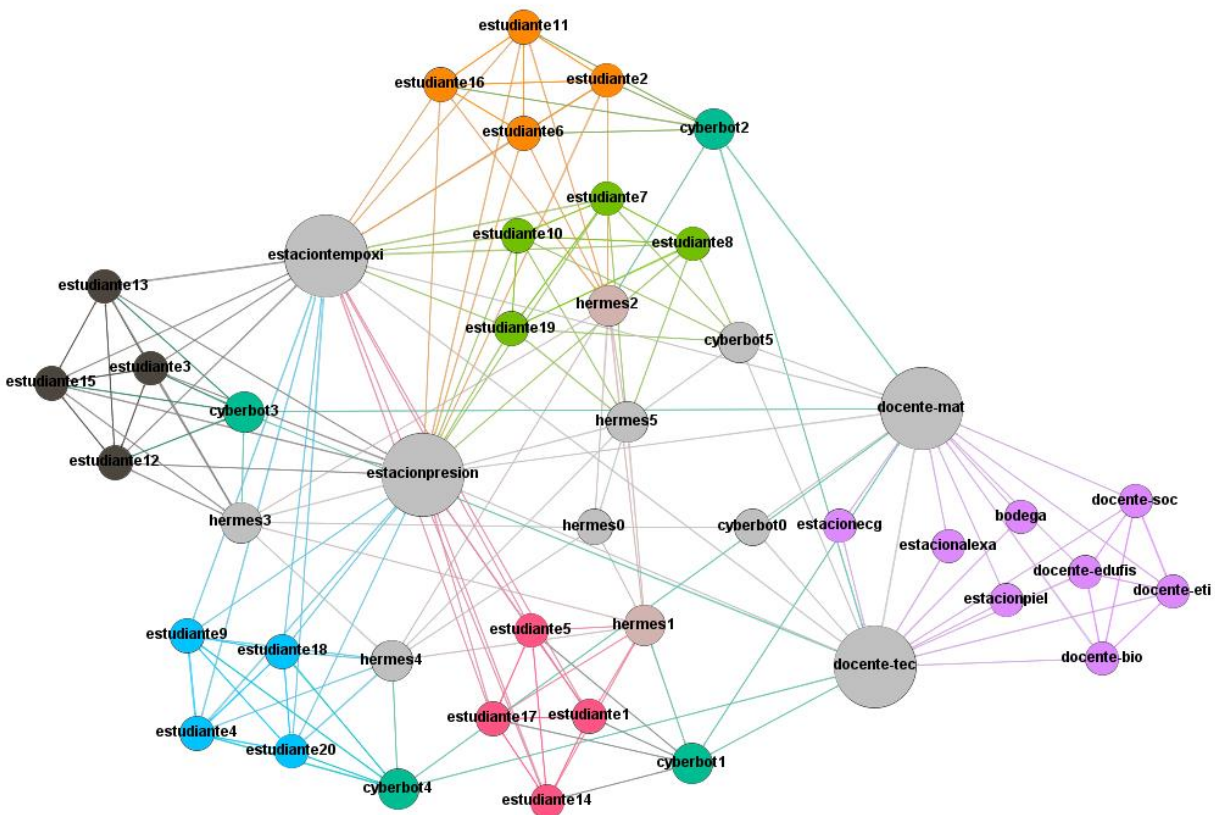 estudiante11
estudiante16
estudiante2
estudiante6
cyberbot2
estudiante7
estudiante10
estudiante8
estaciontempoxi
estudiante13
hermes2
estudiante19
cyberbot5
estudiante3
estudiante15
cyberbot3
docente-mat
hermes5
estudiante12
estacionpresion
docente-soc
bodega
hermes3
hermes0
cyberbot0
estacionecg
estacionalexa
docente-edufis
docente-eti
estacionpiel
estudiante9
estudiante18
estudiante5
hermes1
hermes4
docente-tec
docente-bio
estudiante17
estudiante1
estudiante4
estudiante20
cyberbot1
cyberbot4
estudiante14